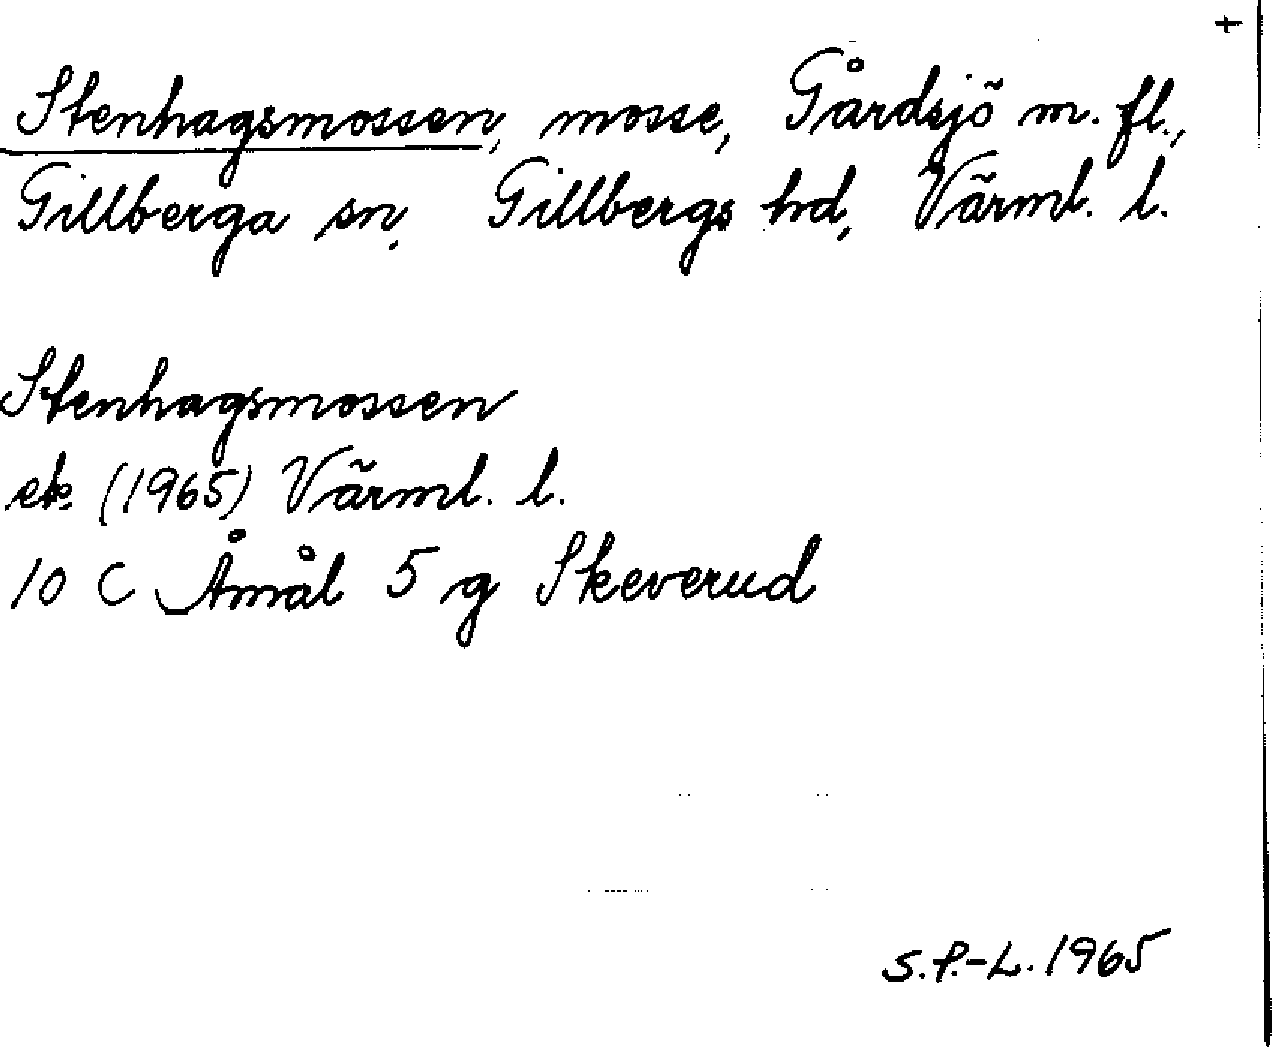 +
Stenhagsmossen, mosse, Gårdsjö m. fl.,
Gillberga sn, Gillbergs hd, Värml. l.
Stenhagsmossen
ek. (1965) Värml. l.
10 C Åmål 5 g Skeverud
S.P.-L. 1965